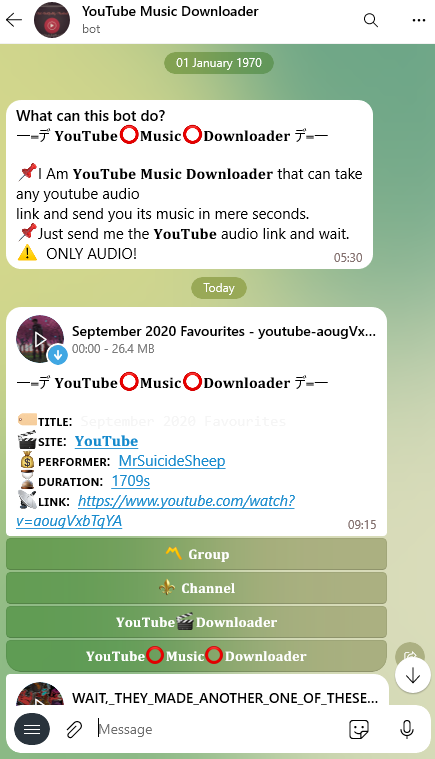 YouTube Music Downloader
bot
01 January 1970
What can this bot do?
一=デ YouTube⭕Music⭕Downloader デ=一
📌I Am YouTube Music Downloader that can take
any youtube audio
link and send you its music in mere seconds.
📌Just send me the YouTube audio link and wait.
⚠️ ONLY AUDIO!
05:30
Today
September 2020 Favourites - youtube-aougVx...
00:00 - 26.4 MB
一=デ YouTube⭕Music⭕Downloader デ=一
🏷TITLE: September 2020 Favourites
🎬SITE: YouTube
💰PERFORMER: MrSuicideSheep
⌛DURATION: 1709s
📡LINK: https://www.youtube.com/watch?
v=aougVxbTqYA
09:15
〽️ Group
⚜️ Channel
YouTube🎬Downloader
YouTube⭕Music⭕Downloader
WAIT,_THEY_MADE_ANOTHER_ONE_OF_THESE...
Message